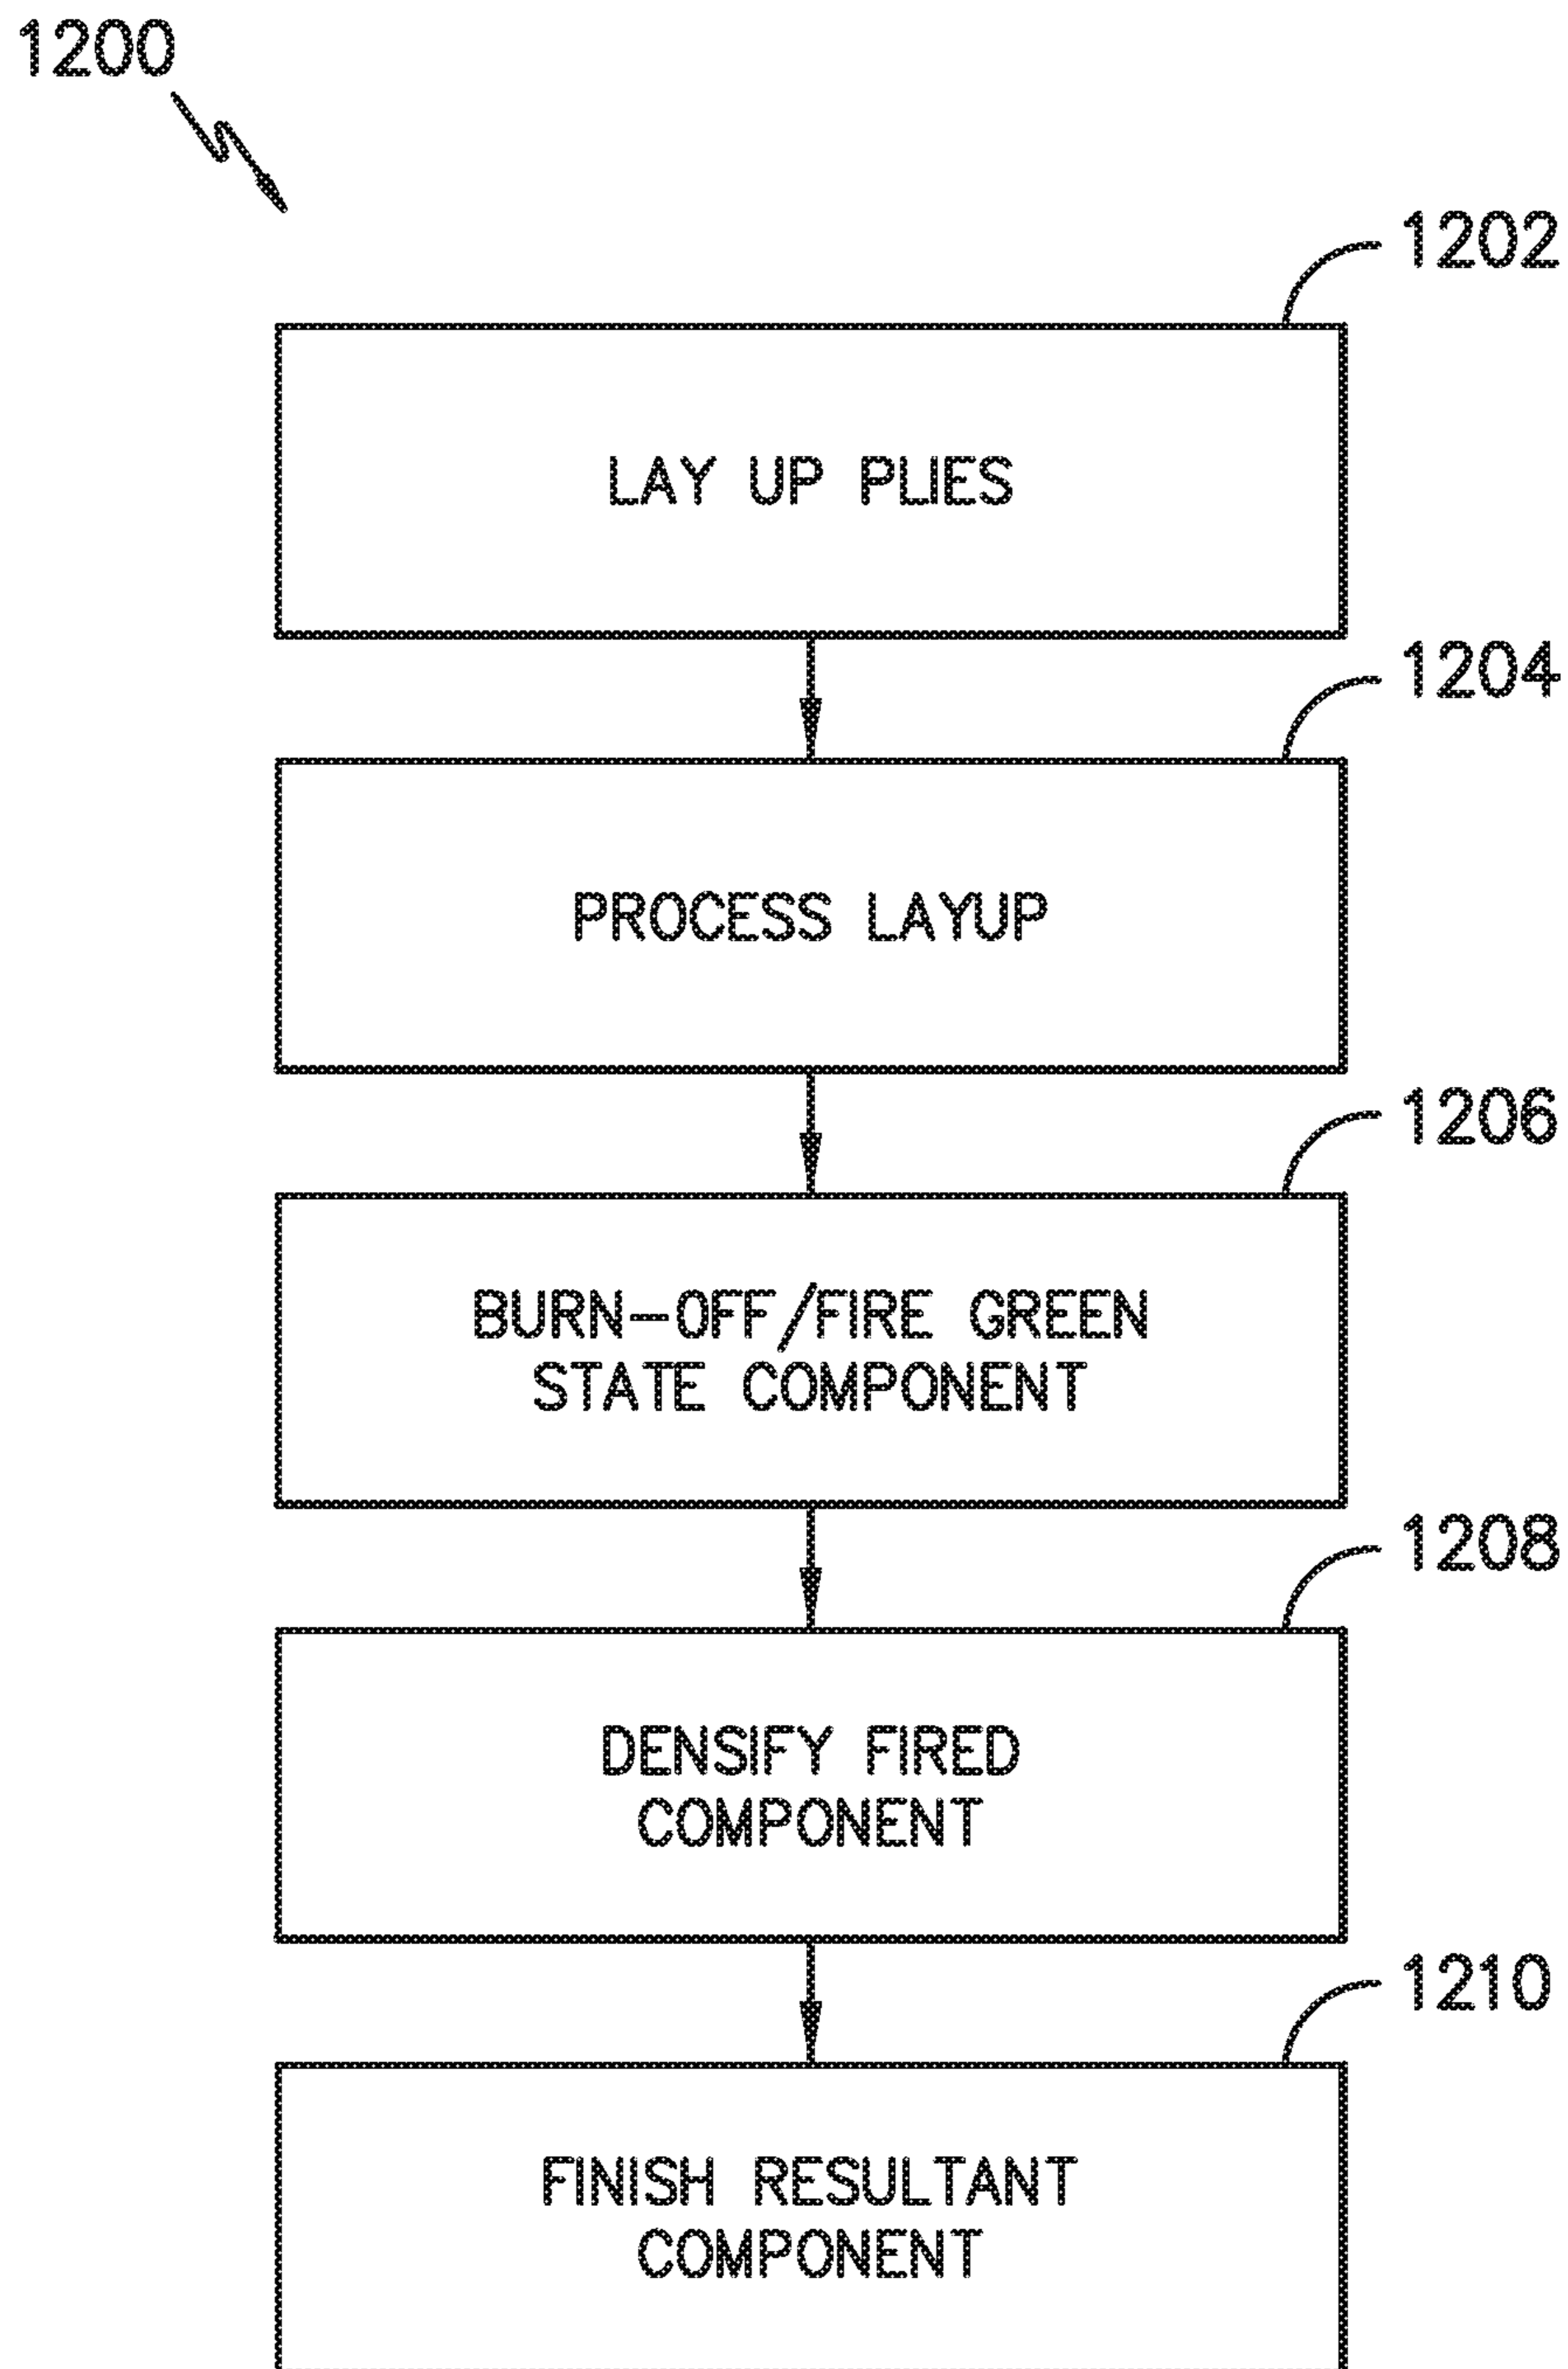 1200
1202
LAY UP PLIES
1204
PROCESS LAYUP
1206
BURN-OFF/FIRE GREEN
STATE COMPONENT
1208
DENSIFY FIRED
COMPONENT
1210
FINISH RESULTANT
COMPONENT